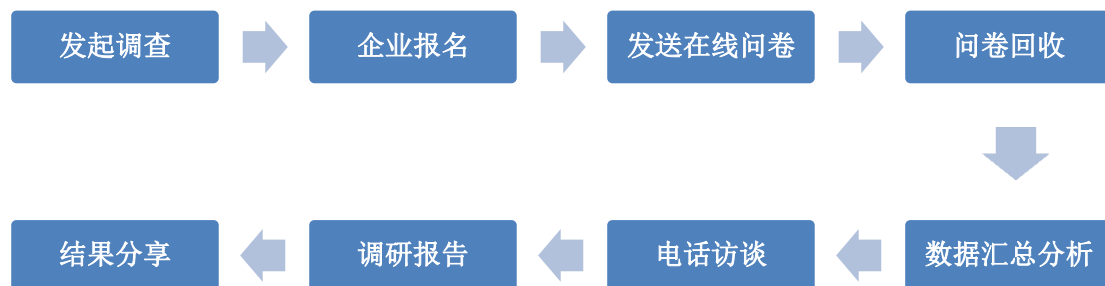 发起调查
企业报名
发送在线问卷
问卷回收
数据汇总分析
电话访谈
调研报告
结果分享